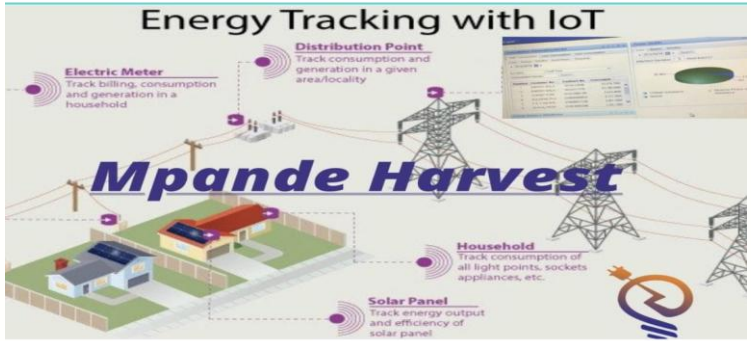 Energy Tracking with IoT
Distribution Point
Track consumption and
generation in a given
area/locality
Electric Meter
Track billing, consumption
and generation in a
household
Mpande Harvest
Household
Track consumption of
all light points, sockets
appliances, etc.
Solar Panel
Track energy output
and efficiency of
solar panel